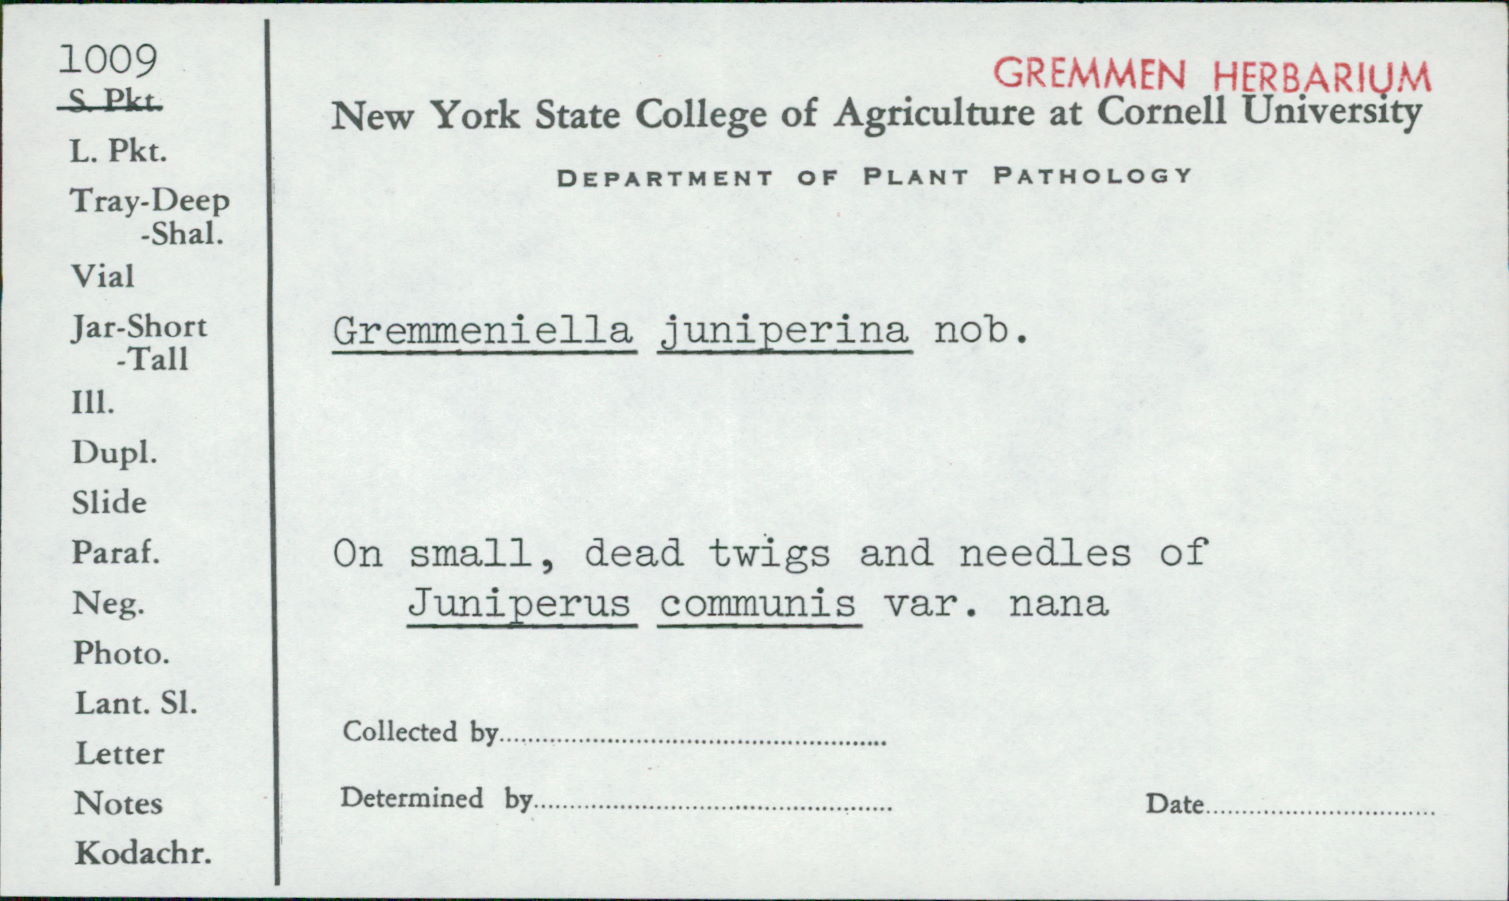 1009
S. Pkt.
L. Pkt.
Tray-Deep
-Shal.
Vial
Jar-Short
-Tall
Ill.
Dupl.
Slide
Paraf.
Neg.
Photo.
Lant. Sl.
Letter
Notes
Kodachr.
GREMMEN HERBARIUM
New York State College of Agriculture at Cornell University
DEPARTMENT OF PLANT PATHOLOGY
Gremmeniella juniperina nob.
On small, dead twigs and needles of
Juniperus communis var. nana
Collected by
Determined by
Date